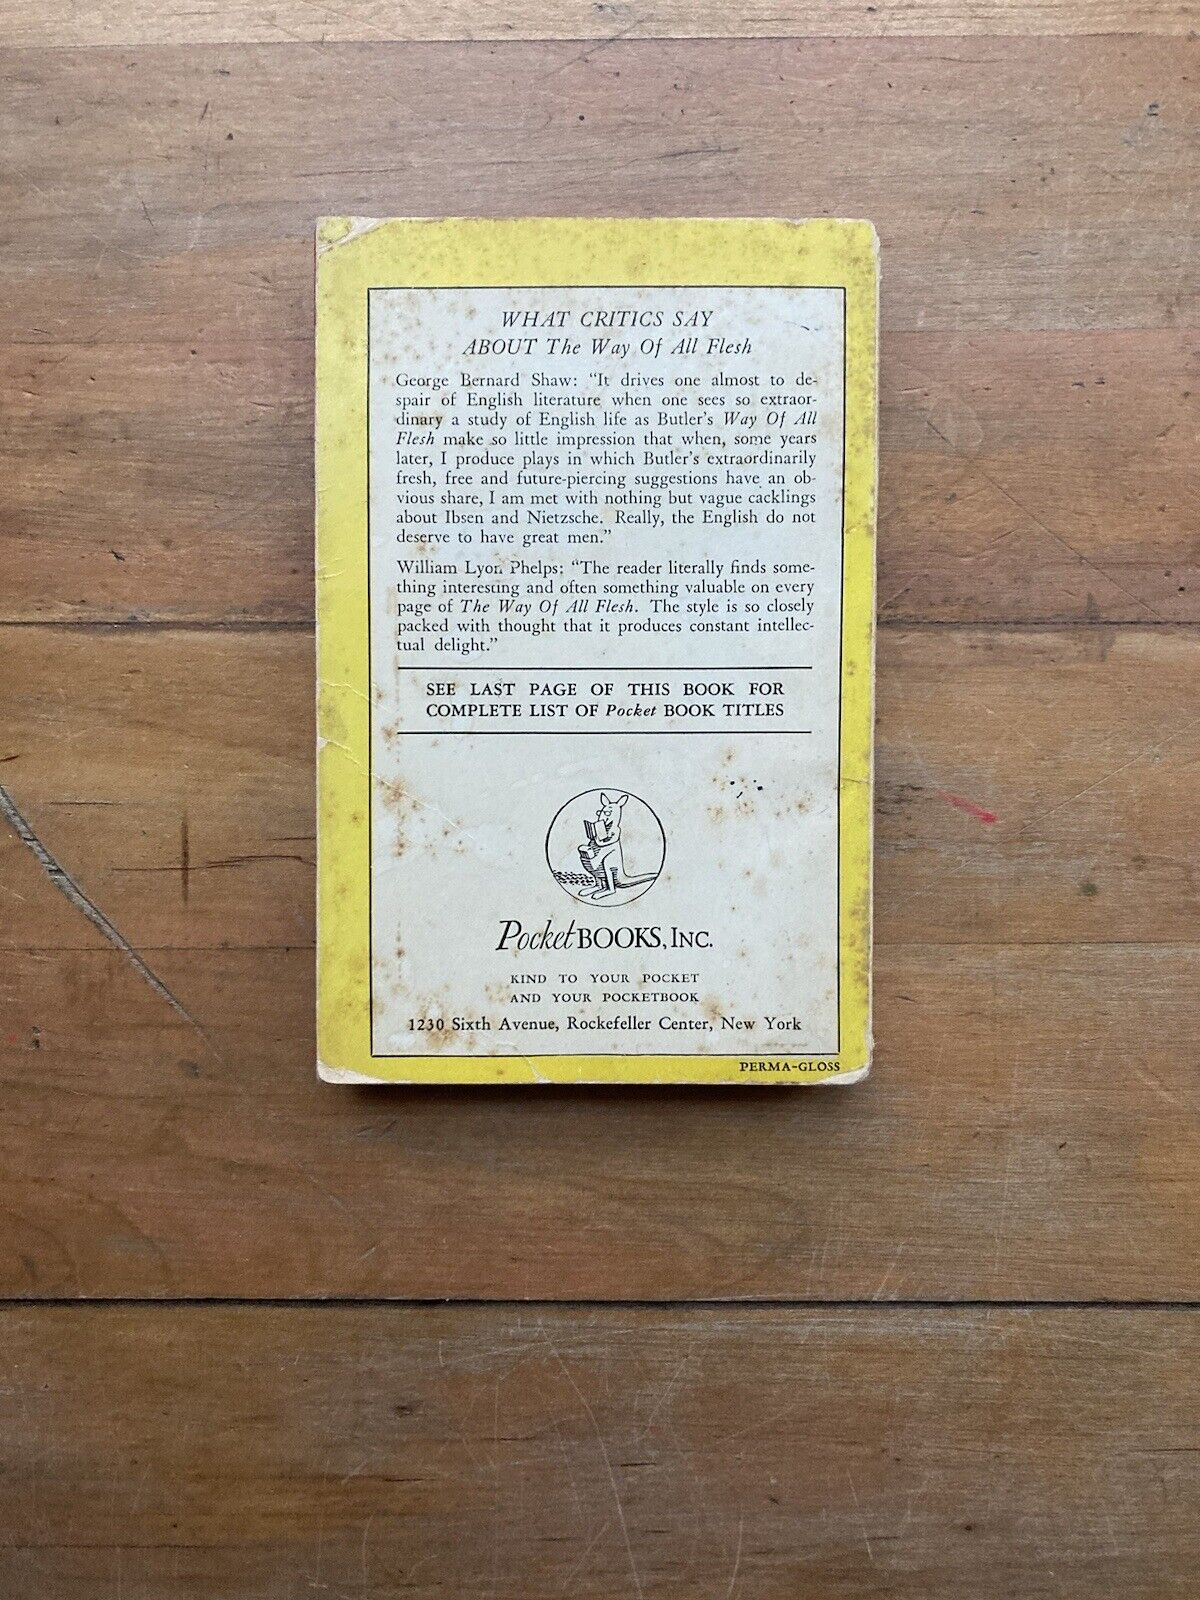 WHAT CRITICS SAY
ABOUT The Way Of All Flesh
George Bernard Shaw: "It drives one almost to de-
spair of English literature when one sees so extraor-
dinary a study of English life as Butler's Way Of All
Flesh make so little impression that when, some years
later, I produce plays in which Butler's extraordinarily
fresh, free and future-piercing suggestions have an ob-
vious share, I am met with nothing but vague cacklings
about Ibsen and Nietzsche. Really, the English do not
deserve to have great men."
William Lyon Phelps: "The reader literally finds some-
thing interesting and often something valuable on every
page of The Way Of All Flesh. The style is so closely
packed with thought that it produces constant intellec-
tual delight."
SEE LAST PAGE OF THIS BOOK FOR
COMPLETE LIST OF Pocket BOOK TITLES
PocketBOOKS, INC.
KIND TO YOUR POCKET
AND YOUR POCKETBOOK
1230 Sixth Avenue, Rockefeller Center, New York
PERMA-GLOSS